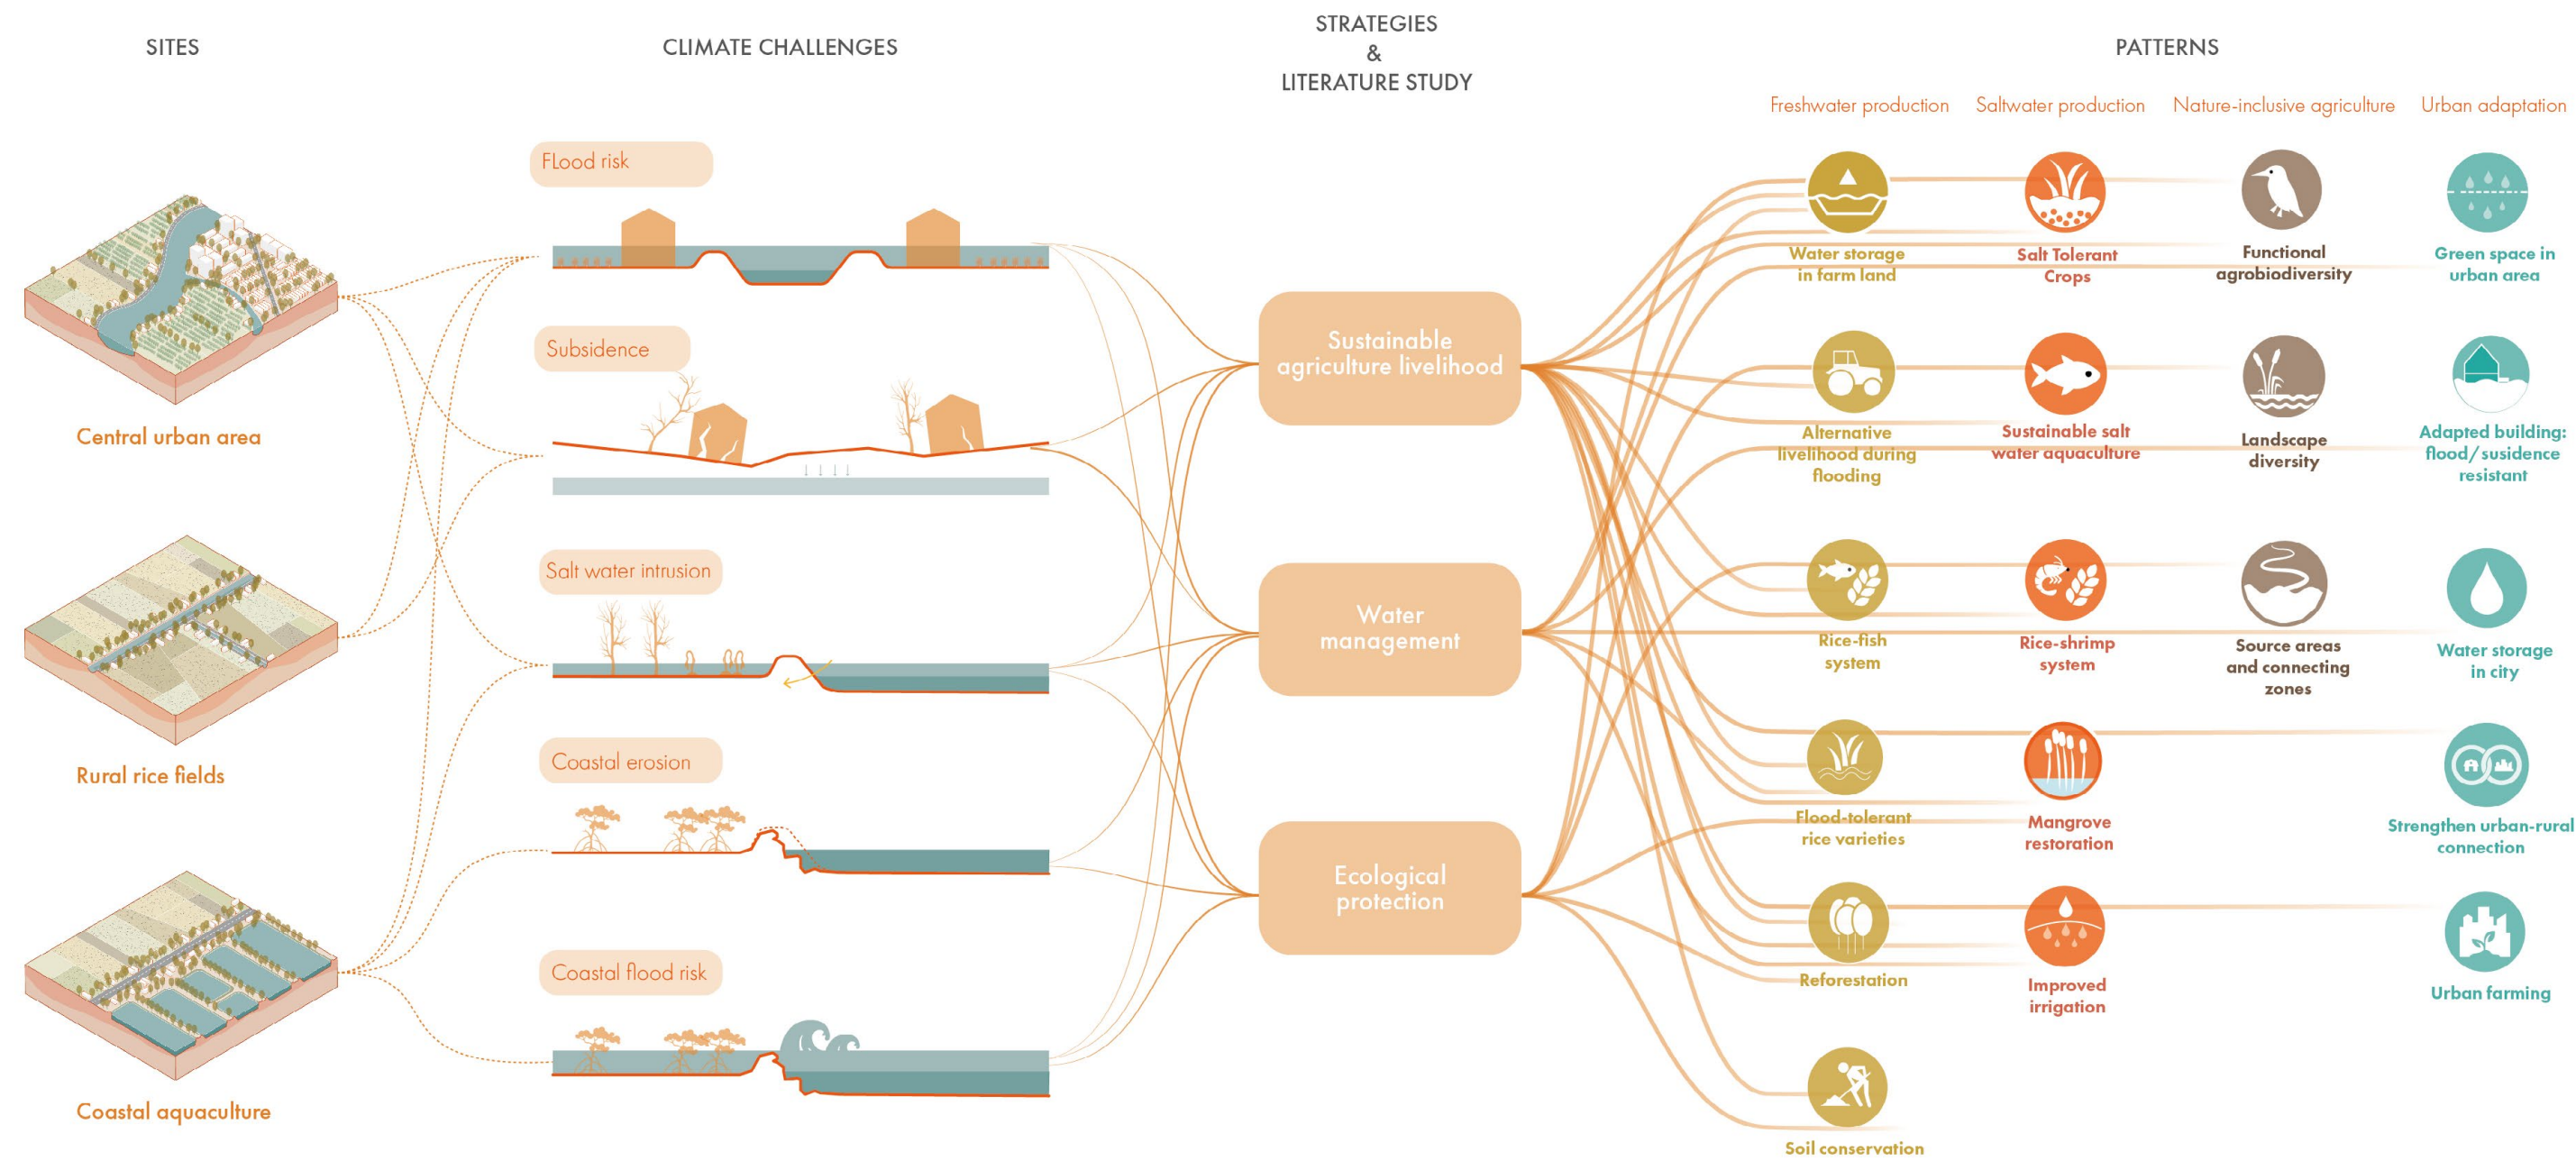 SITES
CLIMATE CHALLENGES
STRATEGIES
&
LITERATURE STUDY
PATTERNS
Freshwater production
Saltwater production
Nature-inclusive agriculture
Urban adaptation
FLood risk
Subsidence
Salt water intrusion
Coastal erosion
Coastal flood risk
Central urban area
Rural rice fields
Coastal aquaculture
Sustainable
agriculture livelihood
Water
management
Ecological
protection
Water storage
in farm land
Alternative
livelihood during
flooding
Rice-fish
system
Flood-tolerant
rice varieties
Reforestation
Soil conservation
Salt Tolerant
Crops
Sustainable salt
water aquaculture
Rice-shrimp
system
Mangrove
restoration
Improved
irrigation
Functional
agrobiodiversity
Landscape
diversity
Source areas
and connecting
zones
Green space in
urban area
Adapted building:
flood/susidence
resistant
Water storage
in city
Strengthen urban-rural
connection
Urban farming